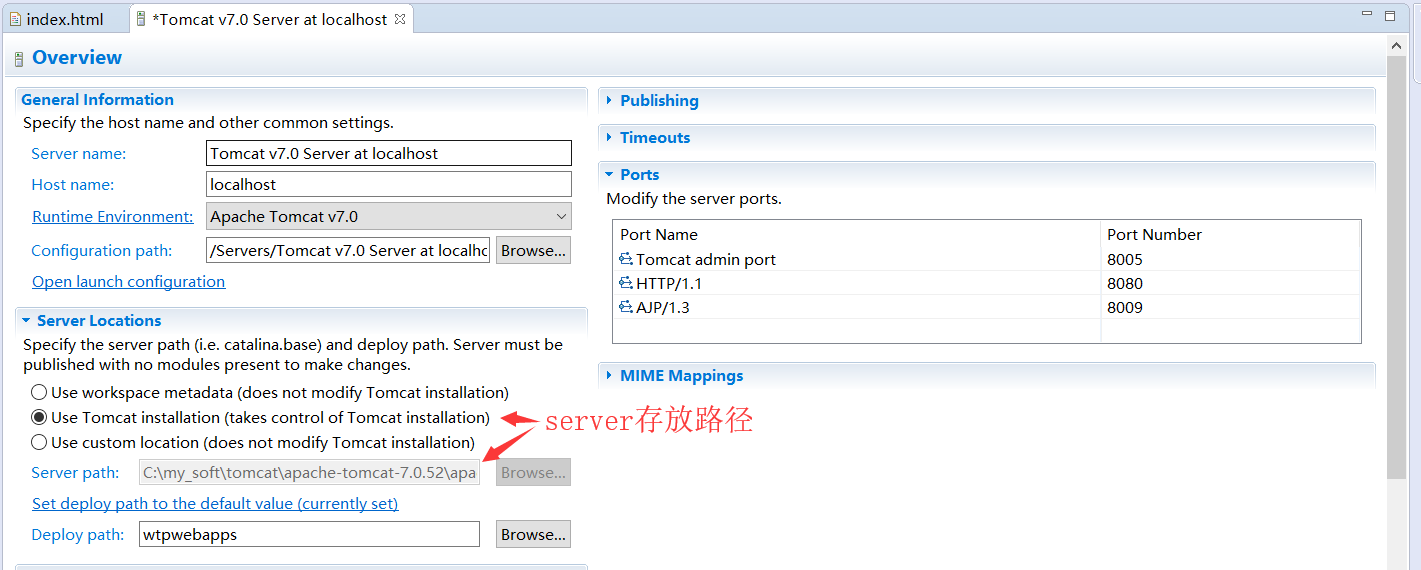 index.html
*Tomcat v7.0 Server at localhost
Overview
General Information
Specify the host name and other common settings.
Server name: Tomcat v7.0 Server at localhost
Host name: localhost
Runtime Environment: Apache Tomcat v7.0
Configuration path: /Servers/Tomcat v7.0 Server at localhc Browse...
Open launch configuration
Server Locations
Specify the server path (i.e. catalina.base) and deploy path. Server must be
published with no modules present to make changes.
Use workspace metadata (does not modify Tomcat installation)
Use Tomcat installation (takes control of Tomcat installation)
Use custom location (does not modify Tomcat installation)
server存放路径
Server path: C:\my_soft\tomcat\apache-tomcat-7.0.52\apa Browse...
Set deploy path to the default value (currently set)
Deploy path: wtpwebapps Browse...
Publishing
Timeouts
Ports
Modify the server ports.
Port Name Port Number
Tomcat admin port 8005
HTTP/1.1 8080
AJP/1.3 8009
MIME Mappings